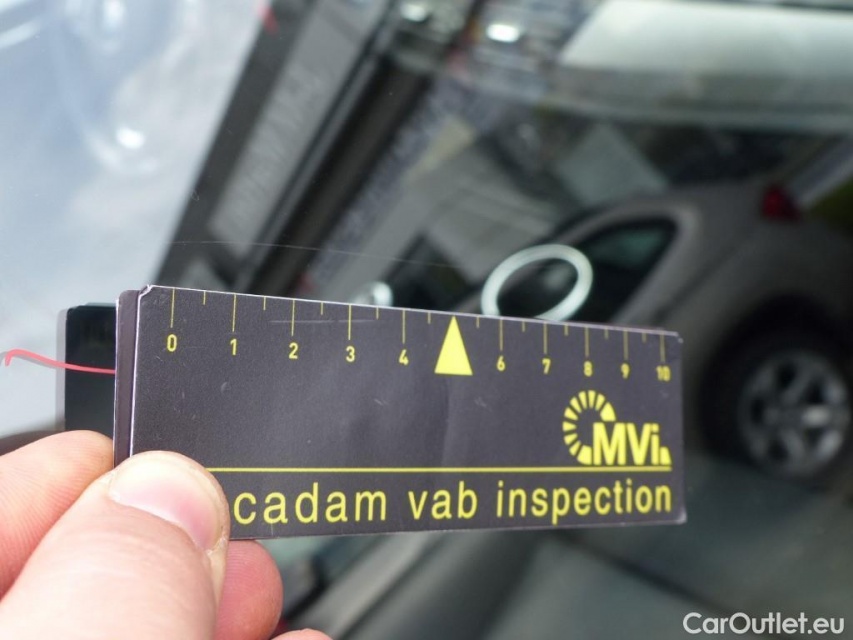 0 1 2 3 4 6 7 8 9 10
MVi
cadam vab inspection
CarOutlet.eu